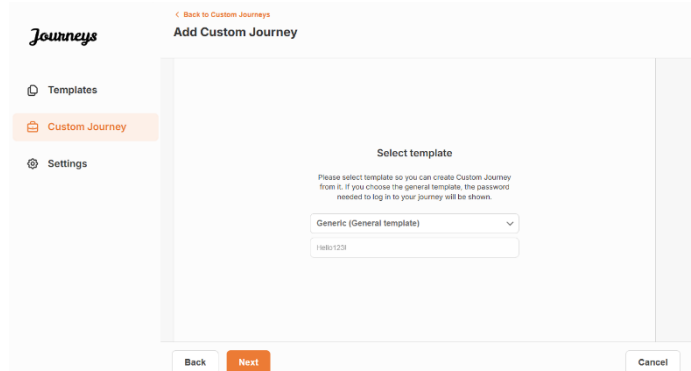 Journeys
Templates
Custom Journey
Settings
< Back to Custom Journeys
Add Custom Journey
Select template
Please select template so you can create Custom Journey
from it. If you choose the general template, the password
needed to log in to your journey will be shown.
Generic (General template)
Back
Next
Cancel